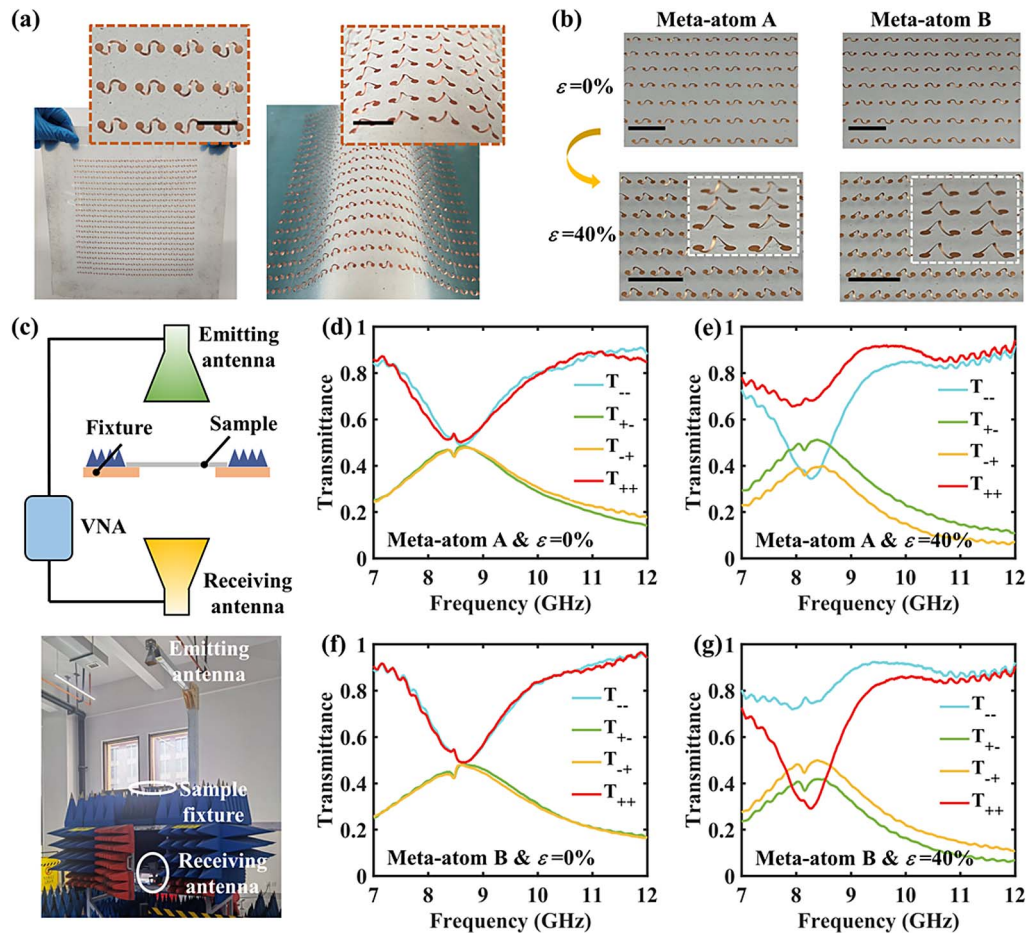 (a)
(b)
Meta-atom A
Meta-atom B
ε=0%
ε=40%
(c)
Emitting
antenna
Fixture
Sample
VNA
Receiving
antenna
Emitting
antenna
Sample
fixture
Receiving
antenna
(d)
Transmittance
1
0.8
0.6
0.4
0.2
0
T--
T+-
T-+
T++
Meta-atom A & ε=0%
7 8 9 10 11 12
Frequency (GHz)
(e)
Transmittance
1
0.8
0.6
0.4
0.2
0
T--
T+-
T-+
T++
Meta-atom A & ε=40%
7 8 9 10 11 12
Frequency (GHz)
(f)
Transmittance
1
0.8
0.6
0.4
0.2
0
T--
T+-
T-+
T++
Meta-atom B & ε=0%
7 8 9 10 11 12
Frequency (GHz)
(g)
Transmittance
1
0.8
0.6
0.4
0.2
0
T--
T+-
T-+
T++
Meta-atom B & ε=40%
7 8 9 10 11 12
Frequency (GHz)